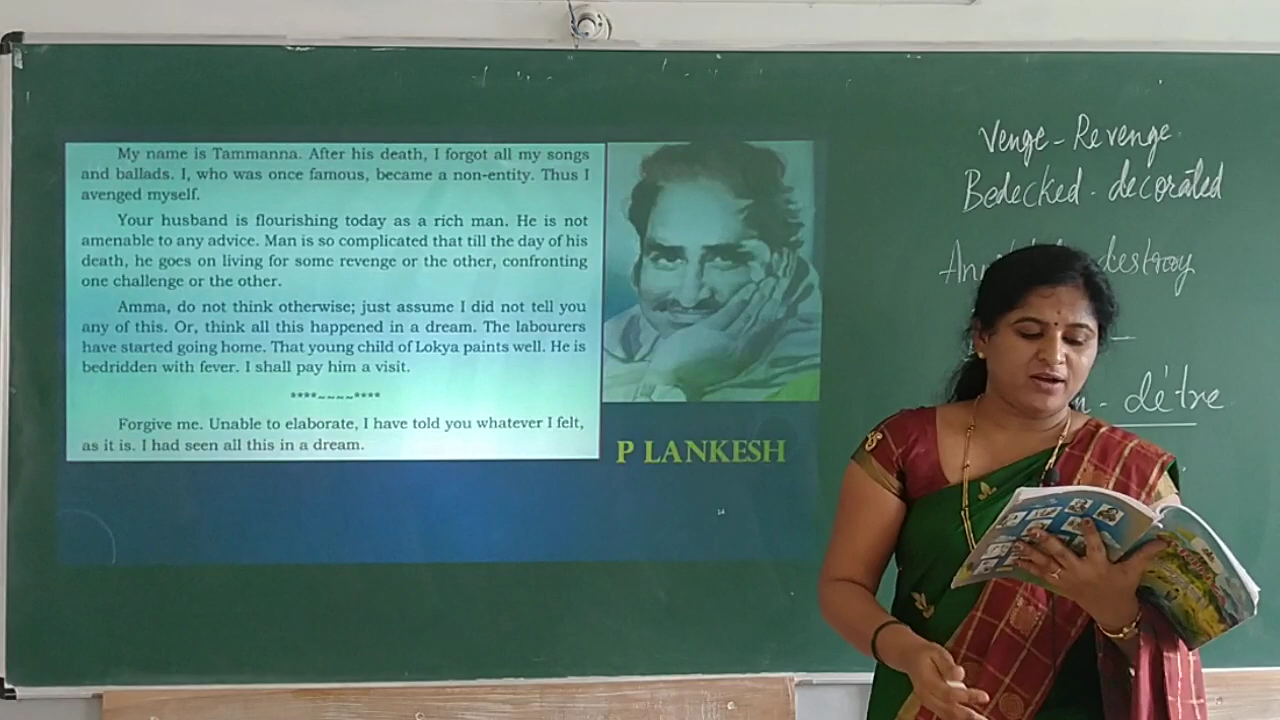 My name is Tammanna. After his death, I forgot all my songs
and ballads. I, who was once famous, became a non-entity. Thus I
avenged myself.
Your husband is flourishing today as a rich man. He is not
amenable to any advice. Man is so complicated that till the day of his
death, he goes on living for some revenge or the other, confronting
one challenge or the other.
Amma, do not think otherwise; just assume I did not tell you
any of this. Or, think all this happened in a dream. The labourers
have started going home. That young child of Lokya paints well. He is
bedridden with fever. I shall pay him a visit.
****~~~~****
Forgive me. Unable to elaborate, I have told you whatever I felt,
as it is. I had seen all this in a dream.
P LANKESH
14
Venge - Revenge
Bedecked - decorated
destroy
- de'tre